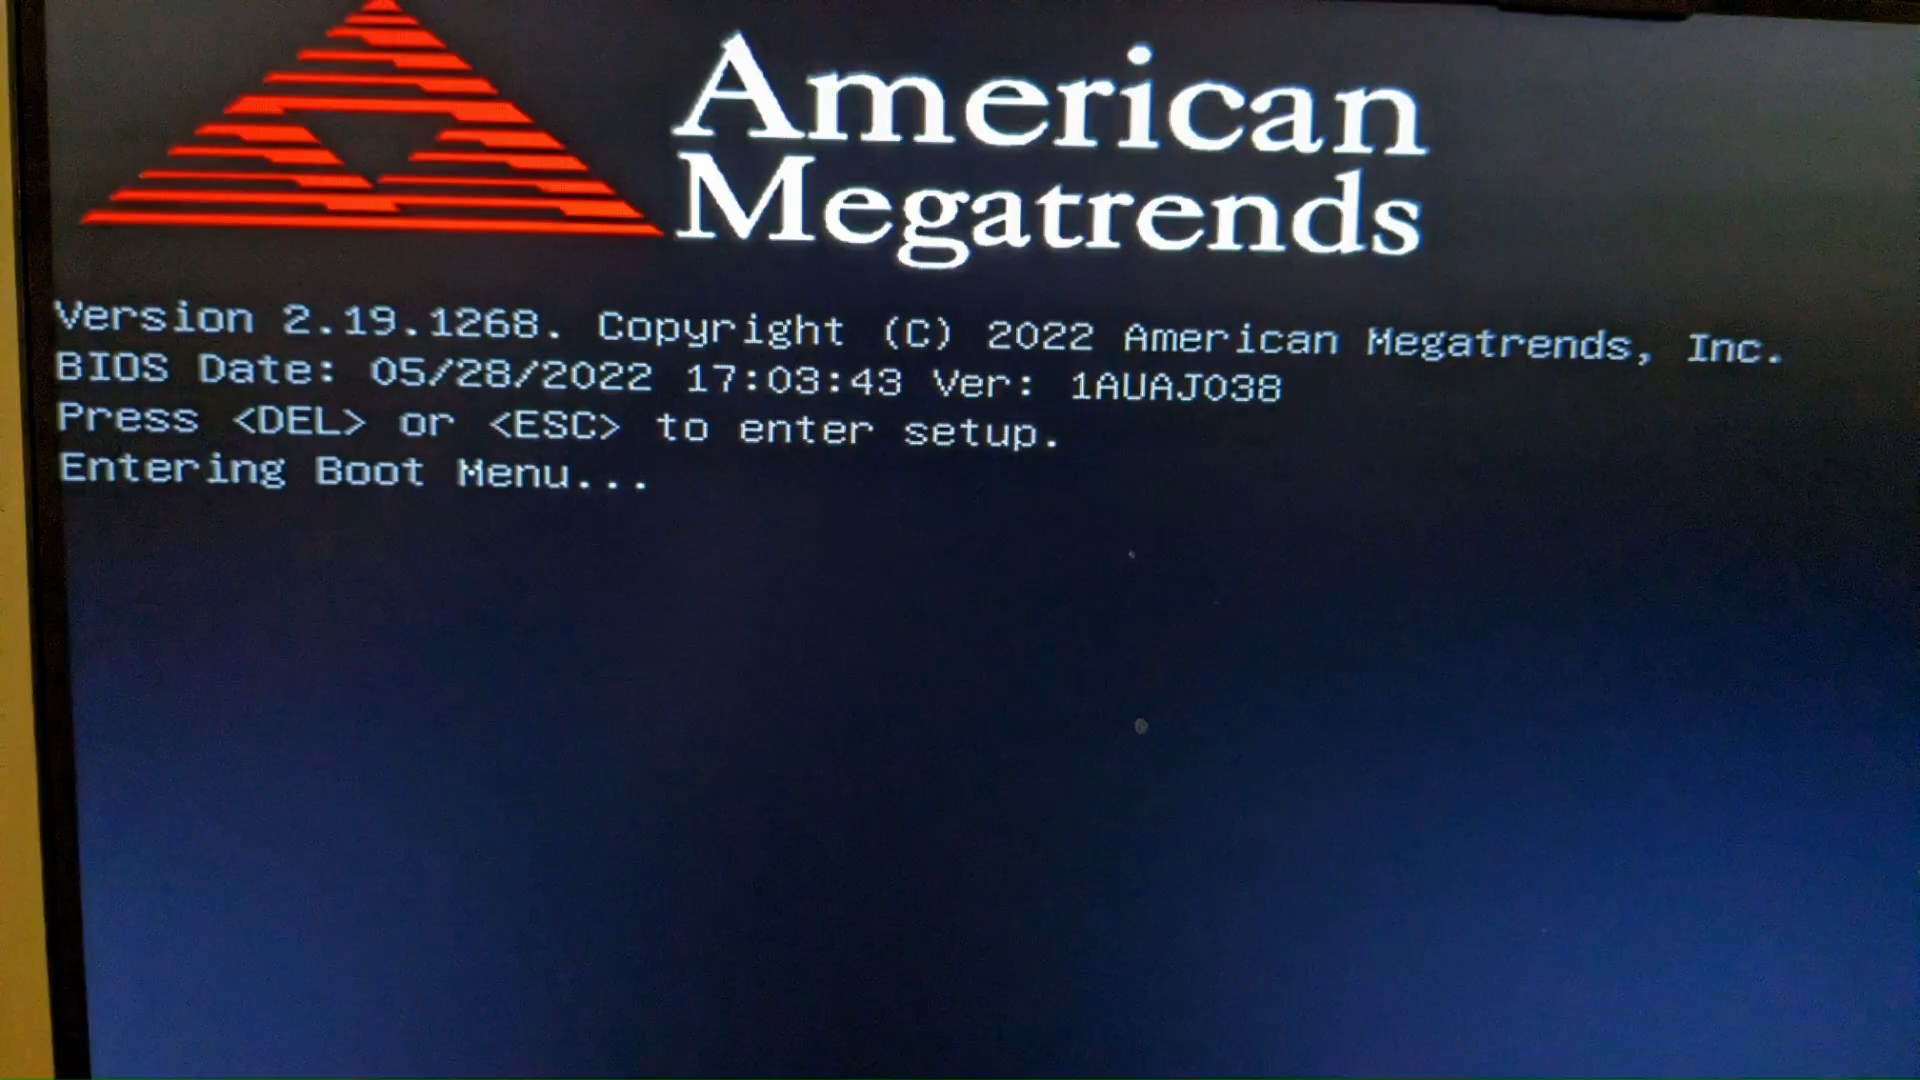 American
Megatrends
Version 2.19.1268. Copyright (C) 2022 American Megatrends, Inc.
BIOS Date: 05/28/2022 17:03:43 Ver: 1AUAJ038
Press <DEL> or <ESC> to enter setup.
Entering Boot Menu...